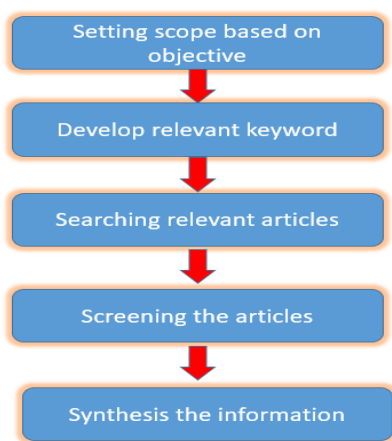 Setting scope based on
objective
Develop relevant keyword
Searching relevant articles
Screening the articles
Synthesis the information